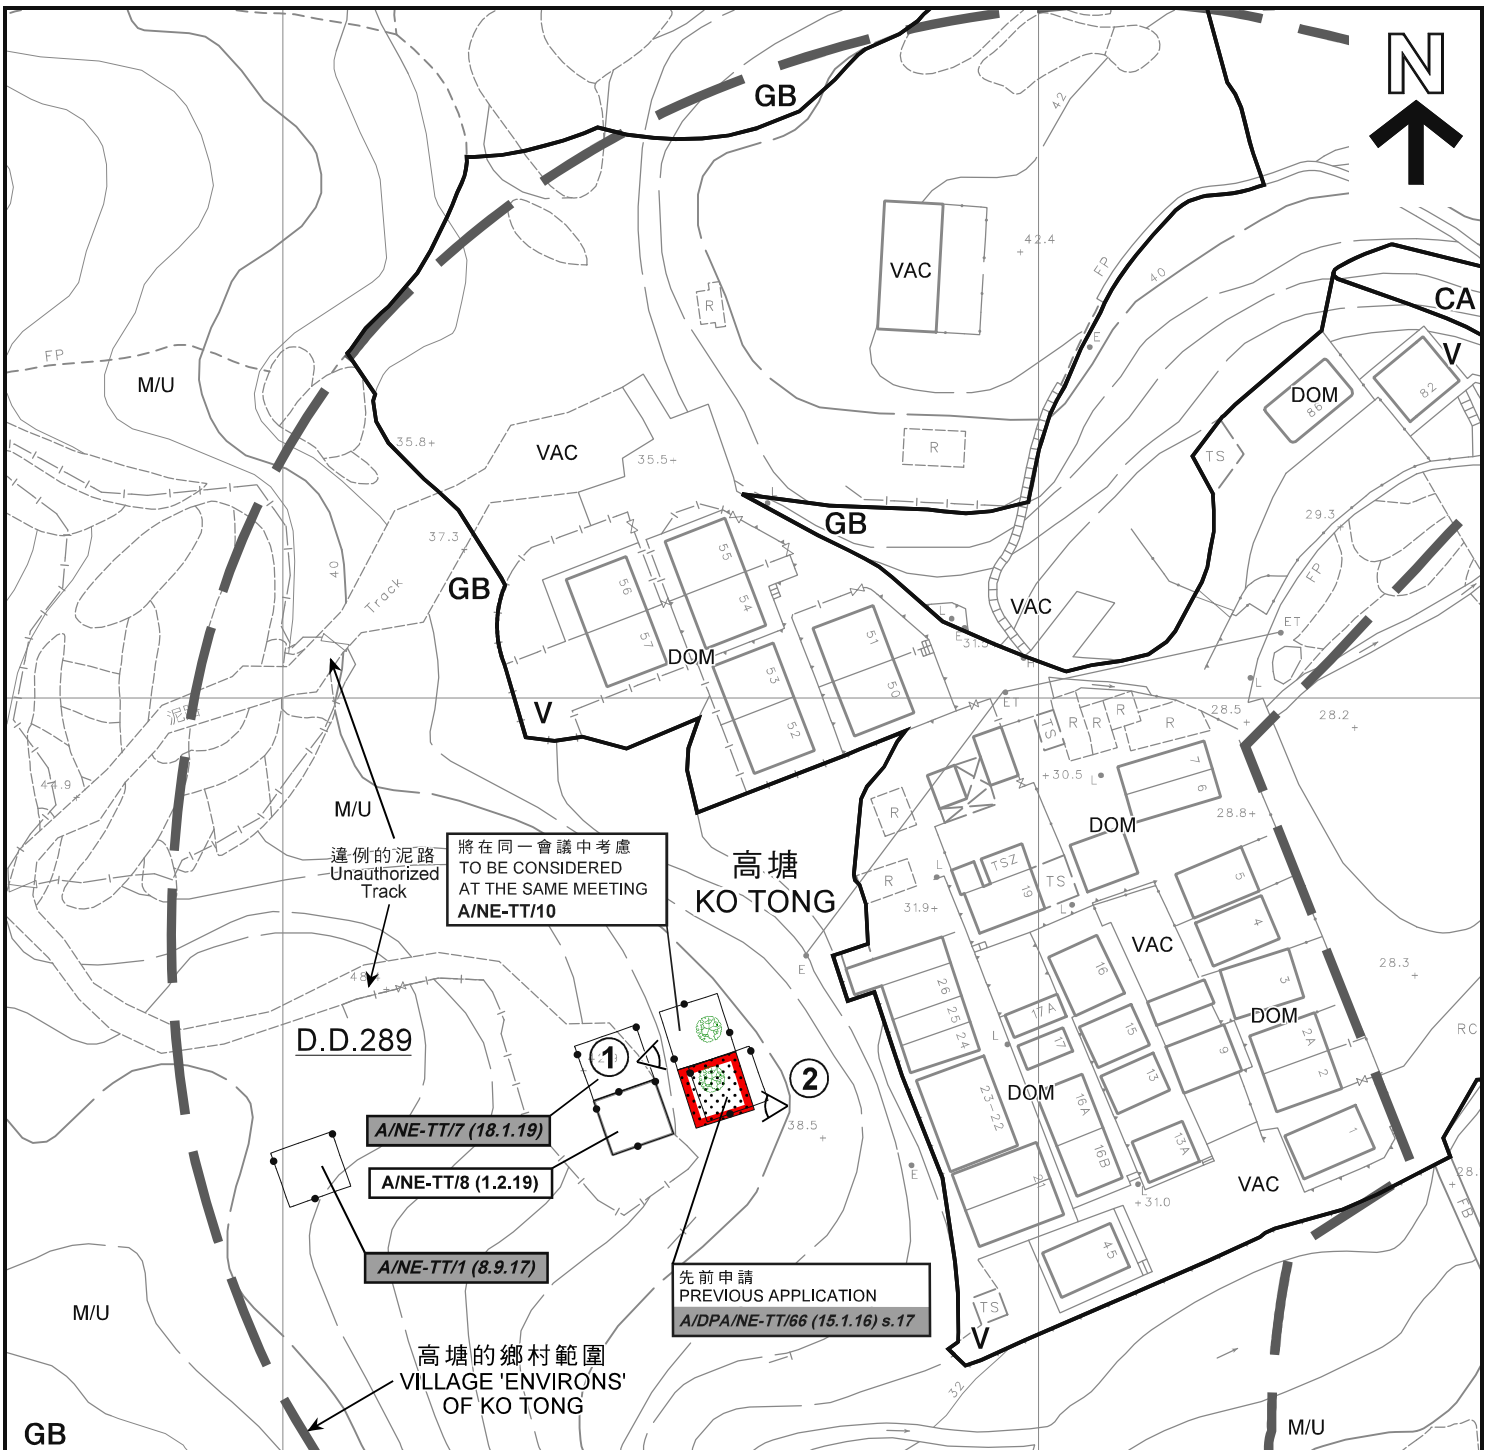 N
GB
42
VAC
42.4
FP
40
CA
R
E
V
FP
M/U
DOM
86
82
35.8
VAC
35.5
R
TS
L
GB
29.3
37.3
40
Track
GB
55
54
56
57
51
50
53
52
DOM
L
E
VAC
FP
ET
泥路
V
ET
TS
R
R
R
R
28.5
28.2
L
44.9
M/U
30.5
L
7
6
28.8
DOM
R
違例的泥路
Unauthorized
Track
將在同一會議中考慮
TO BE CONSIDERED
AT THE SAME MEETING
A/NE-TT/10
高塘
KO TONG
R
L
TSZ
19
TS
L
5
4
31.9
VAC
E
28.3
26
25
24
16
3
17A
DOM
D.D.289
L
17
15
9
2A
2
RC
1
2
23-22
DOM
13
16A
16B
A/NE-TT/7 (18.1.19)
38.5
1
13A
A/NE-TT/8 (1.2.19)
E
21
L
31.0
VAC
28.
FB
45
A/NE-TT/1 (8.9.17)
先前申請
PREVIOUS APPLICATION
A/DPA/NE-TT/66 (15.1.16) s.17
TS
M/U
V
高塘的鄉村範圍
VILLAGE 'ENVIRONS'
OF KO TONG
32
GB
M/U